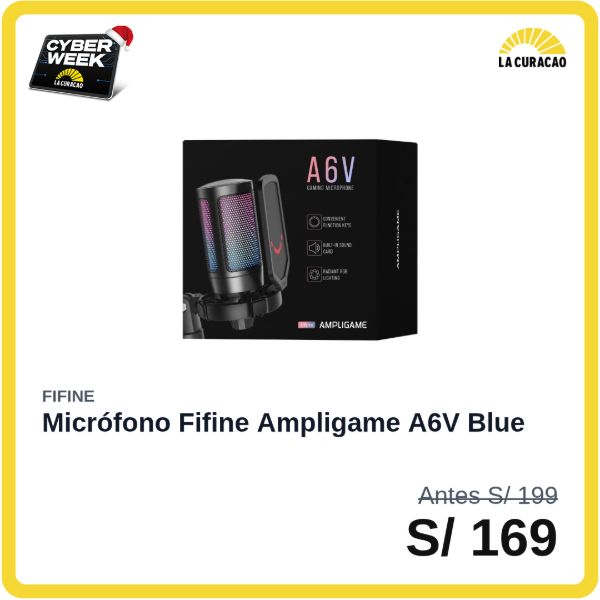 CYBER
WEEK
LA CURACAO
LA CURACAO
A6V
GAMING MICROPHONE
CONVENIENT
FUNCTION KEYS
BUILT-IN SOUND
CARD
RADIANT RGB
LIGHTING
AMPLIGAME
fifine AMPLIGAME
FIFINE
Micrófono Fifine Ampligame A6V Blue
Antes S/ 199
S/ 169